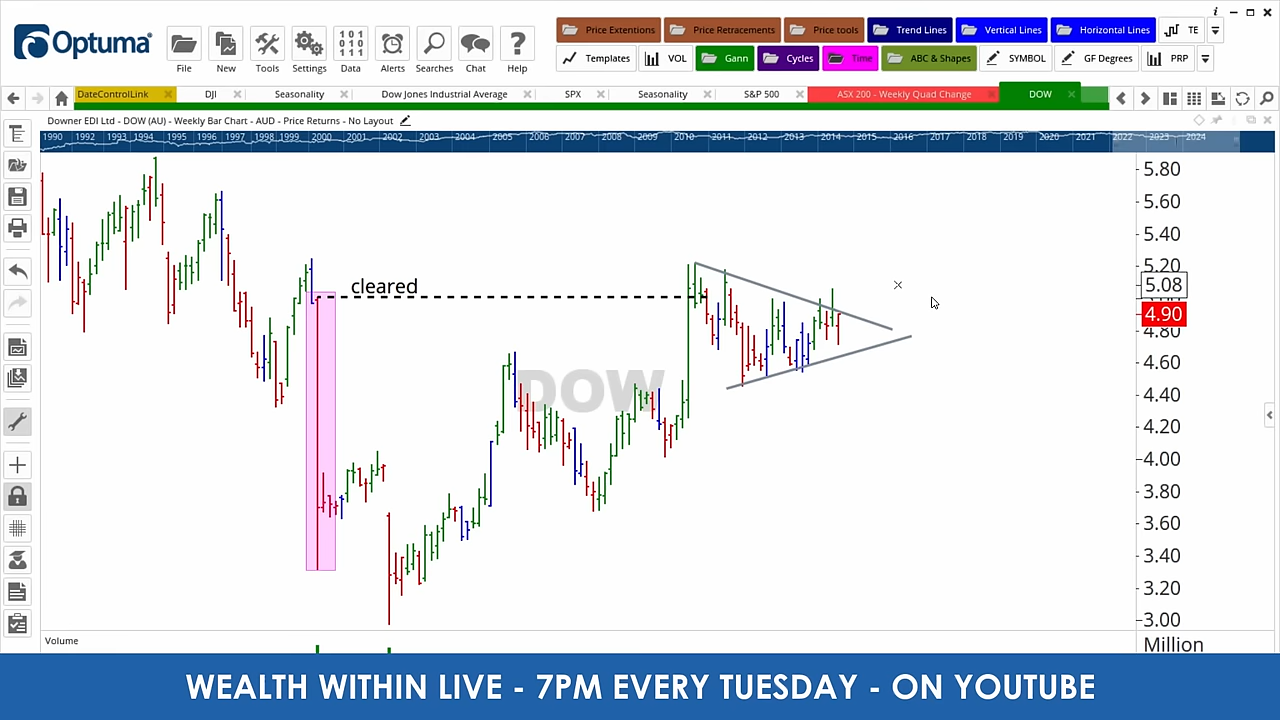 i
Optuma
File
New
Tools
Settings
Data
Alerts
Searches
Chat
Help
Price Extentions
Price Retracements
Price tools
Trend Lines
Vertical Lines
Horizontal Lines
TE
Templates
VOL
Gann
Cycles
Time
ABC & Shapes
SYMBOL
GF Degrees
PRP
DateControlLink
DJI
Seasonality
Dow Jones Industrial Average
SPX
Seasonality
S&P 500
ASX 200 - Weekly Quad Change
DOW
Downer EDI Ltd - DOW (AU) - Weekly Bar Chart - AUD - Price Returns - No Layout
1990 1992 1993 1994 1995 1996 1997 1998 1999 2000 2001 2002 2003 2004 2005 2006 2007 2008 2009 2010 2011 2012 2013 2014 2015 2016 2017 2018 2019 2020 2021 2022 2023 2024
5.80
5.60
5.40
5.20
cleared
5.08
4.90
4.80
4.60
DOW
4.40
4.20
4.00
3.80
3.60
3.40
3.20
3.00
Volume
Million
WEALTH WITHIN LIVE - 7PM EVERY TUESDAY - ON YOUTUBE